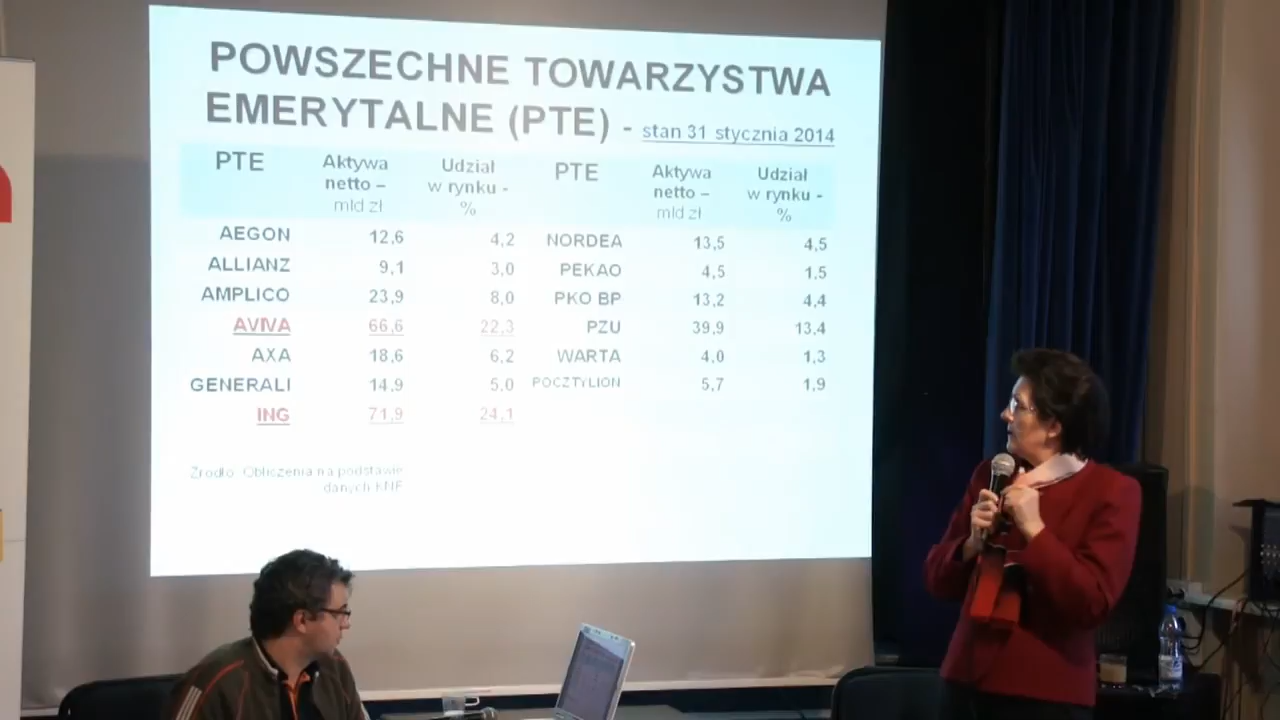 POWSZECHNE TOWARZYSTWA
EMERYTALNE (PTE) - stan 31 stycznia 2014
PTE Aktywa netto – mld zł Udział w rynku - % PTE Aktywa netto – mld zł Udział w rynku - %
AEGON 12,6 4,2 NORDEA 13,5 4,5
ALLIANZ 9,1 3,0 PEKAO 4,5 1,5
AMPLICO 23,9 8,0 PKO BP 13,2 4,4
AVIVA 66,6 22,3 PZU 39,9 13,4
AXA 18,6 6,2 WARTA 4,0 1,3
GENERALI 14,9 5,0 POCZTYLION 5,7 1,9
ING 71,9 24,1
Źródło: Obliczenia na podstawie
danych KNF